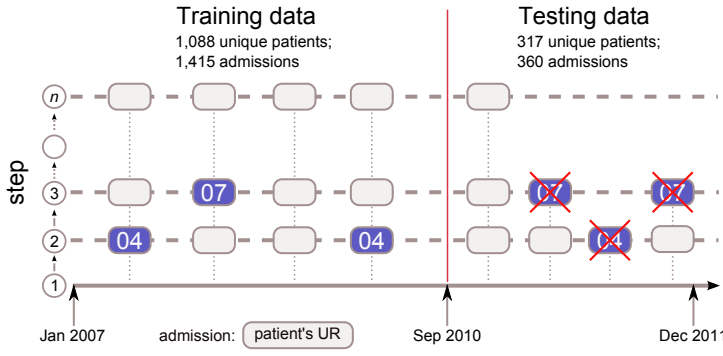 Training data
1,088 unique patients;
1,415 admissions
Testing data
317 unique patients;
360 admissions
step
n
3
07
07
07
2
04
04
04
1
Jan 2007
admission: patient's UR
Sep 2010
Dec 2011